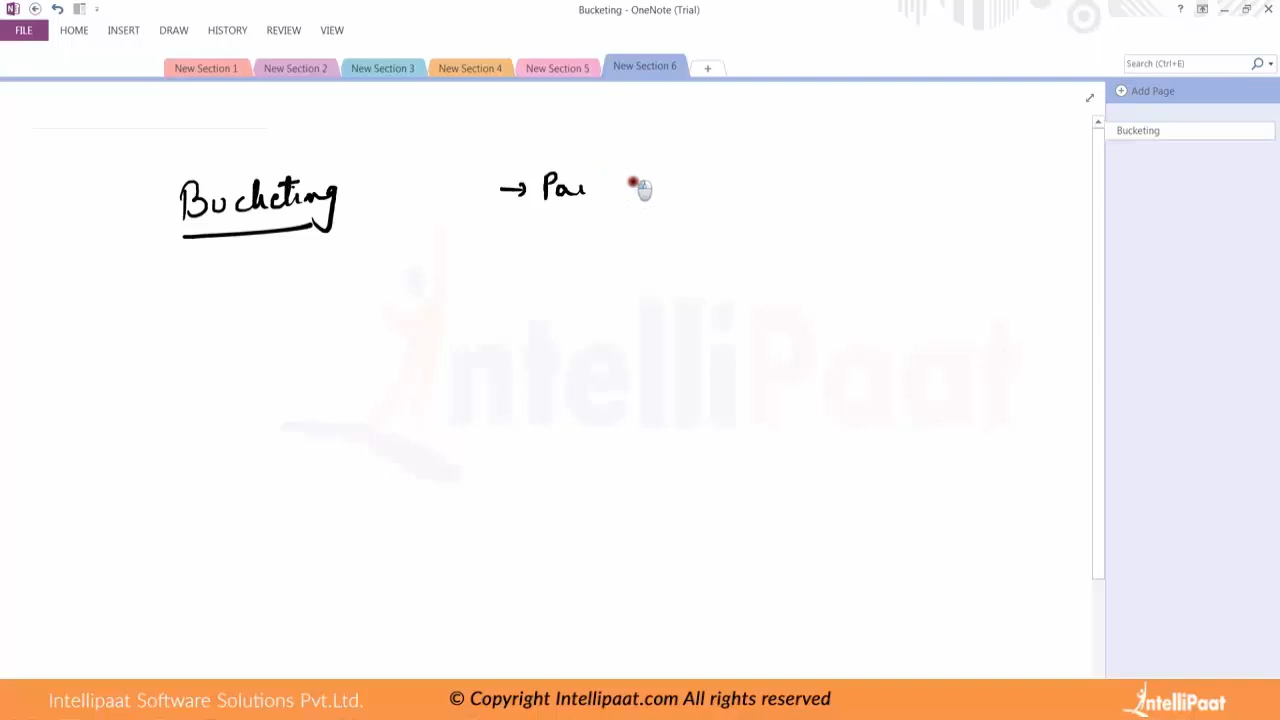 Bucketing - OneNote (Trial)
?
FILE HOME INSERT DRAW HISTORY REVIEW VIEW
New Section 1 New Section 2 New Section 3 New Section 4 New Section 5 New Section 6 +
Search (Ctrl+E)
Add Page
Bucketing
Bucketing → Par
IntelliPaat
Intellipaat Software Solutions Pvt.Ltd. © Copyright Intellipaat.com All rights reserved IntelliPaat